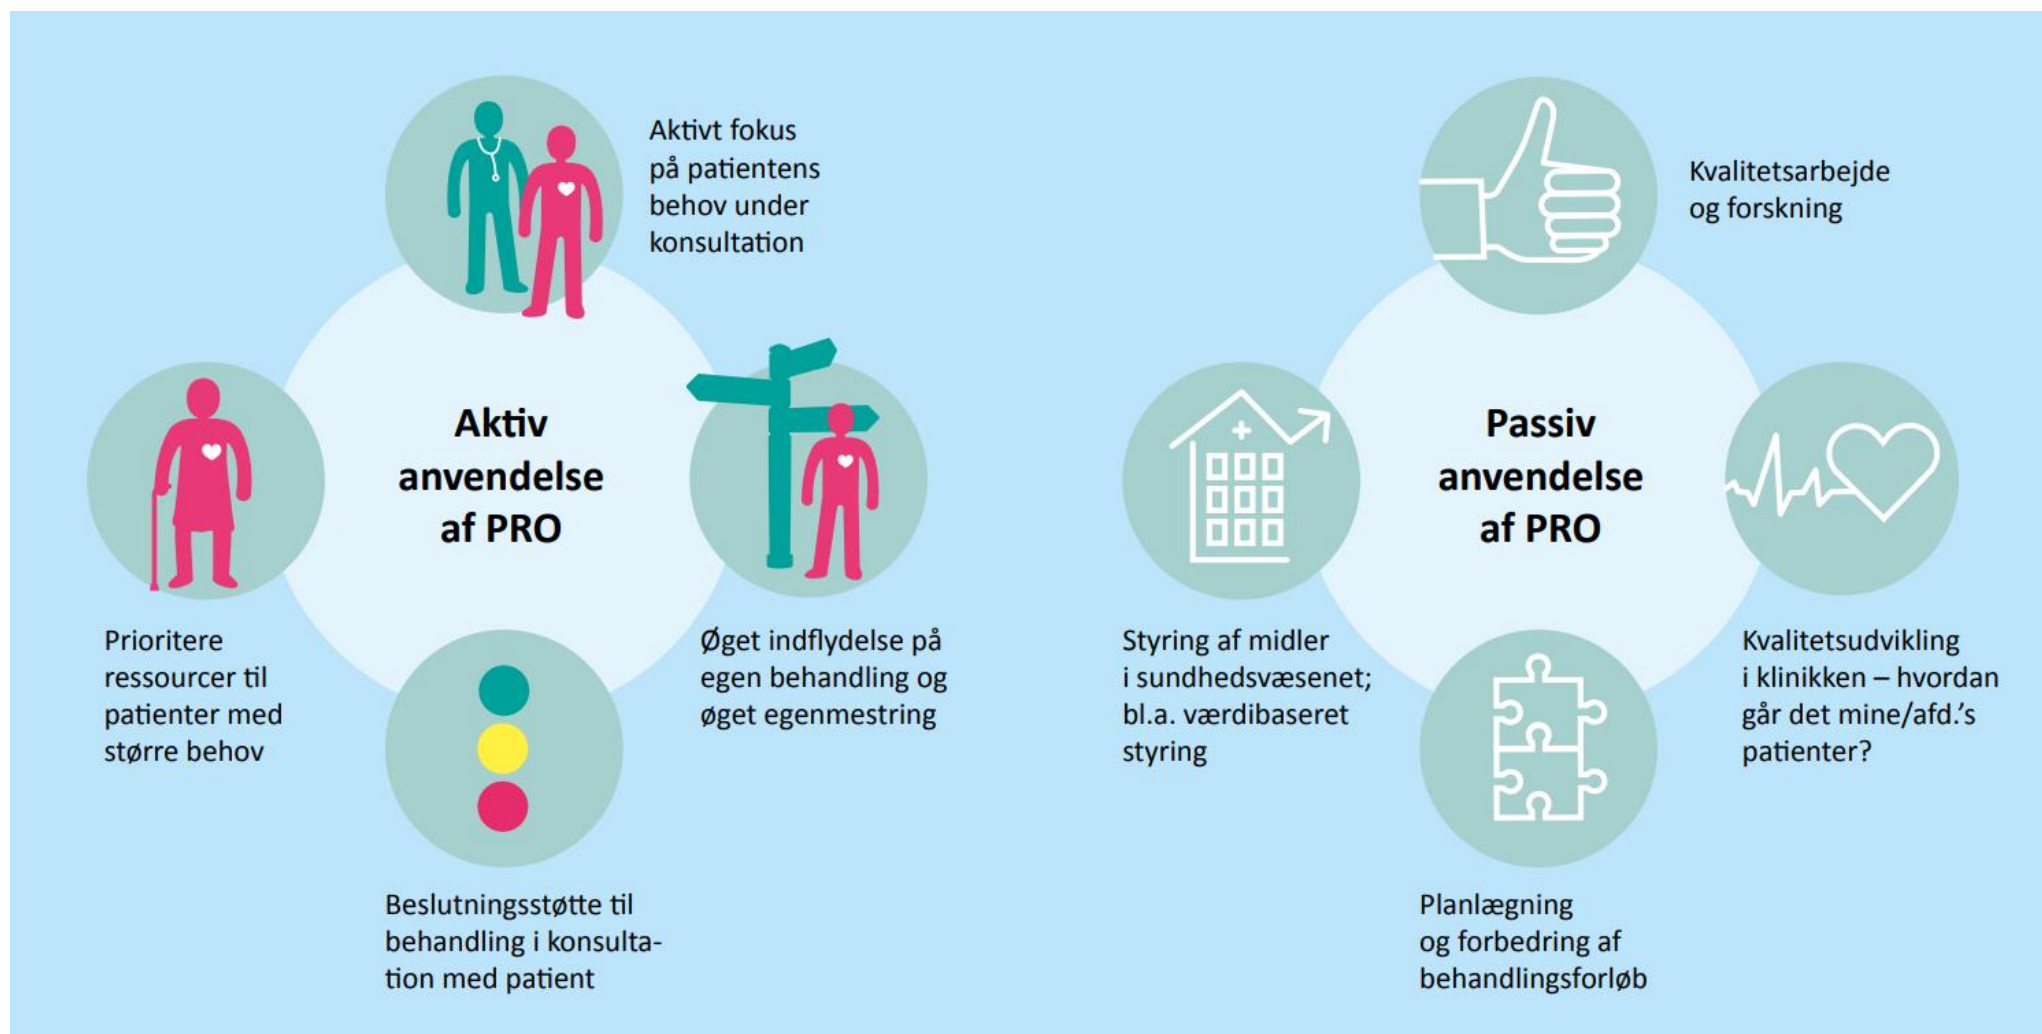 Aktivt fokus
på patientens
behov under
konsultation
Aktiv
anvendelse
af PRO
Prioritere
ressourcer til
patienter med
større behov
Øget indflydelse på
egen behandling og
øget egenmestring
Beslutningsstøtte til
behandling i konsulta-
tion med patient
Kvalitetsarbejde
og forskning
Passiv
anvendelse
af PRO
Styring af midler
i sundhedsvæsenet;
bl.a. værdibaseret
styring
Kvalitetsudvikling
i klinikken – hvordan
går det mine/afd.’s
patienter?
Planlægning
og forbedring af
behandlingsforløb